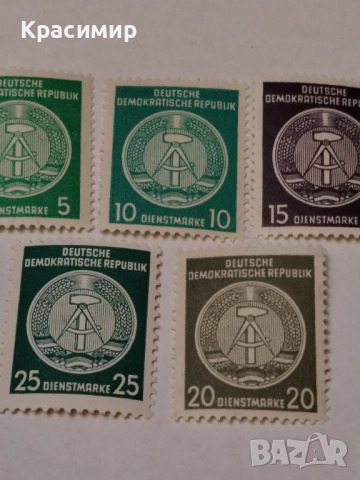 Красимир
DEUTSCHE
DEMOKRATISCHE REPUBLIK
DIENSTMARKE 5
DEUTSCHE
DEMOKRATISCHE REPUBLIK
10 DIENSTMARKE 10
DEUTSCHE
DEMOKRATISCHE REPUBLIK
15 DIENSTMARKE
DEUTSCHE
DEMOKRATISCHE REPUBLIK
25 DIENSTMARKE 25
DEUTSCHE
DEMOKRATISCHE REPUBLIK
20 DIENSTMARKE 20
BAZAR